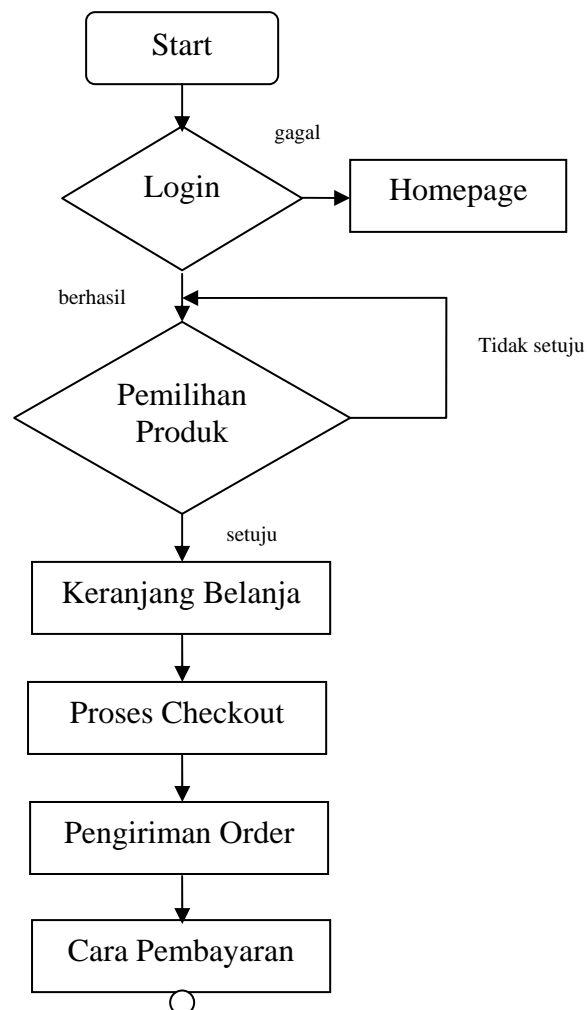 Start
gagal
Login
Homepage
berhasil
Tidak setuju
Pemilihan
Produk
setuju
Keranjang Belanja
Proses Checkout
Pengiriman Order
Cara Pembayaran